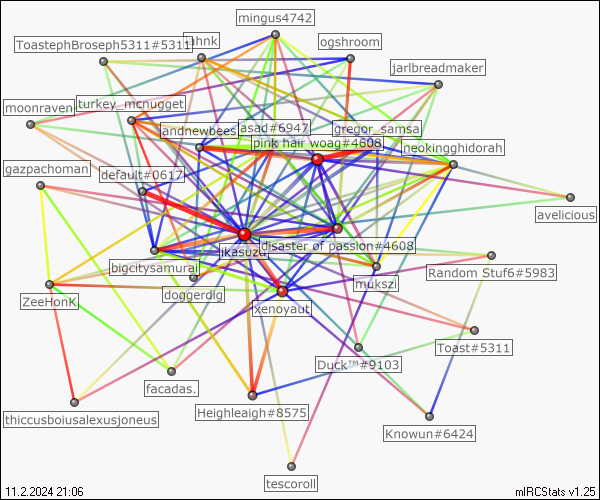 mingus4742
ToastephBroseph5311#5311
ahnk
ogshroom
jarlbreadmaker
moonraven
turkey_mcnugget
landnewbees
asad#6947
gregor_samsa
pink hair woag#4608
neokingghidorah
gazpachoman
default#0617
avelicious
ikasuzu
disaster of passion#4608
bigcitysamurai
Random Stuf6#5983
doggerdig
mukszi
ZeeHonK
xenoyaut
Toast#5311
Duck™#9103
facadas.
thiccusboiusalexusjoneus
Heighleaigh#8575
Knowun#6424
tescoroll
11.2.2024 21:06
mIRCStats v1.25